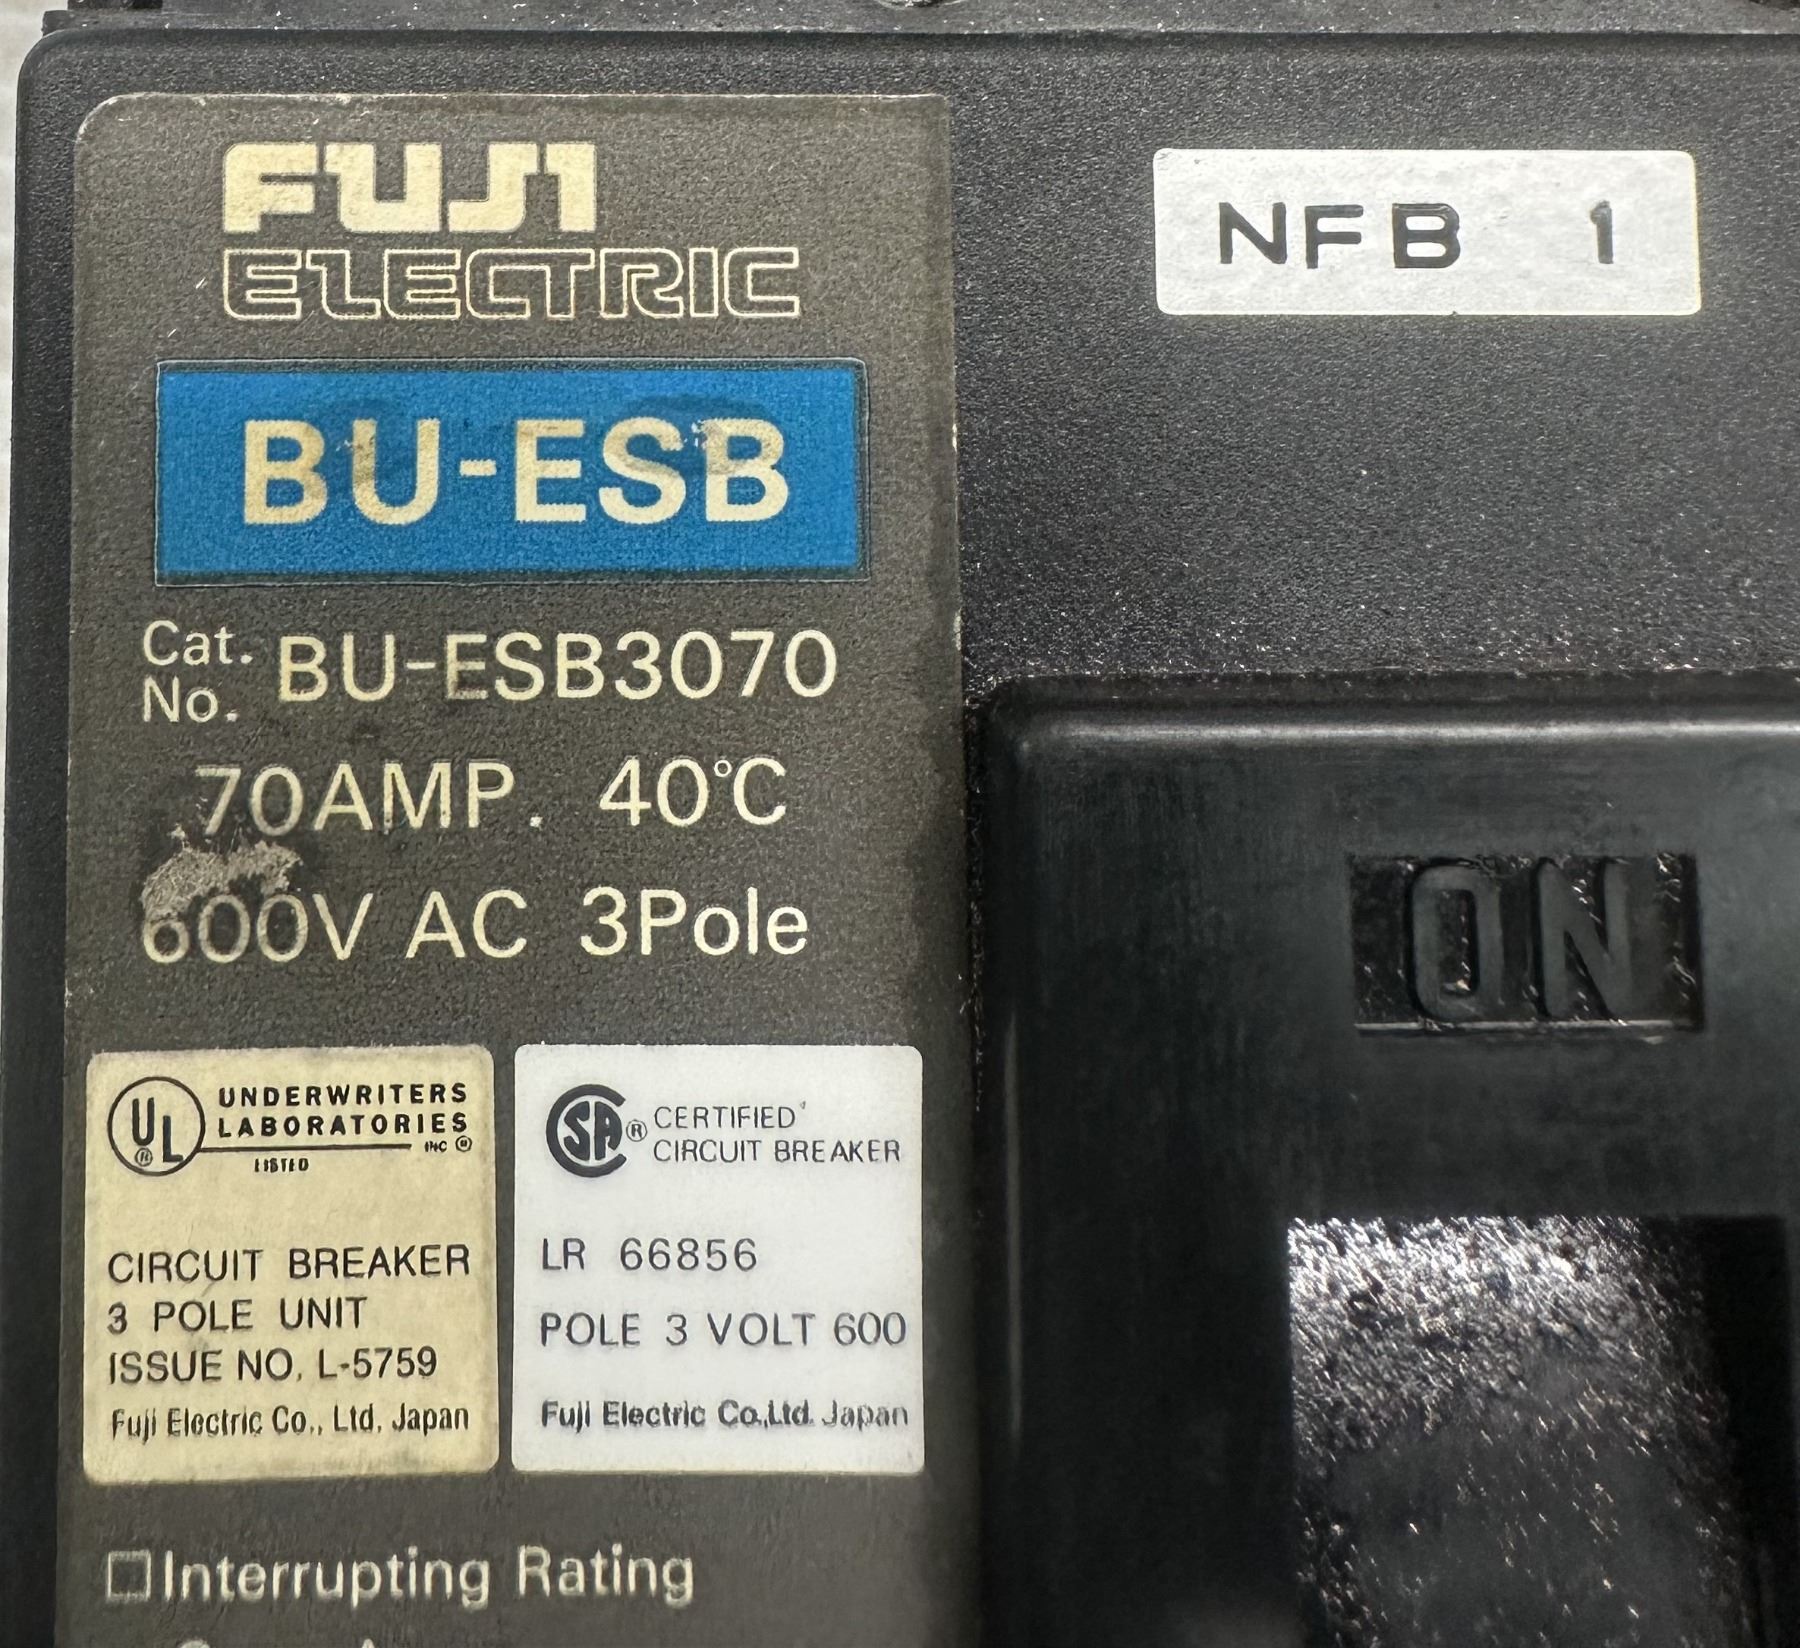 FUJI
ELECTRIC
BU-ESB
Cat. No. BU-ESB3070
70AMP. 40°C
600V AC 3Pole
UL® UNDERWRITERS
LABORATORIES
INC ®
LISTED
CIRCUIT BREAKER
3 POLE UNIT
ISSUE NO. L-5759
Fuji Electric Co., Ltd. Japan
SA® CERTIFIED
CIRCUIT BREAKER
LR 66856
POLE 3 VOLT 600
Fuji Electric Co.,Ltd. Japan
Interrupting Rating
NFB 1
ON